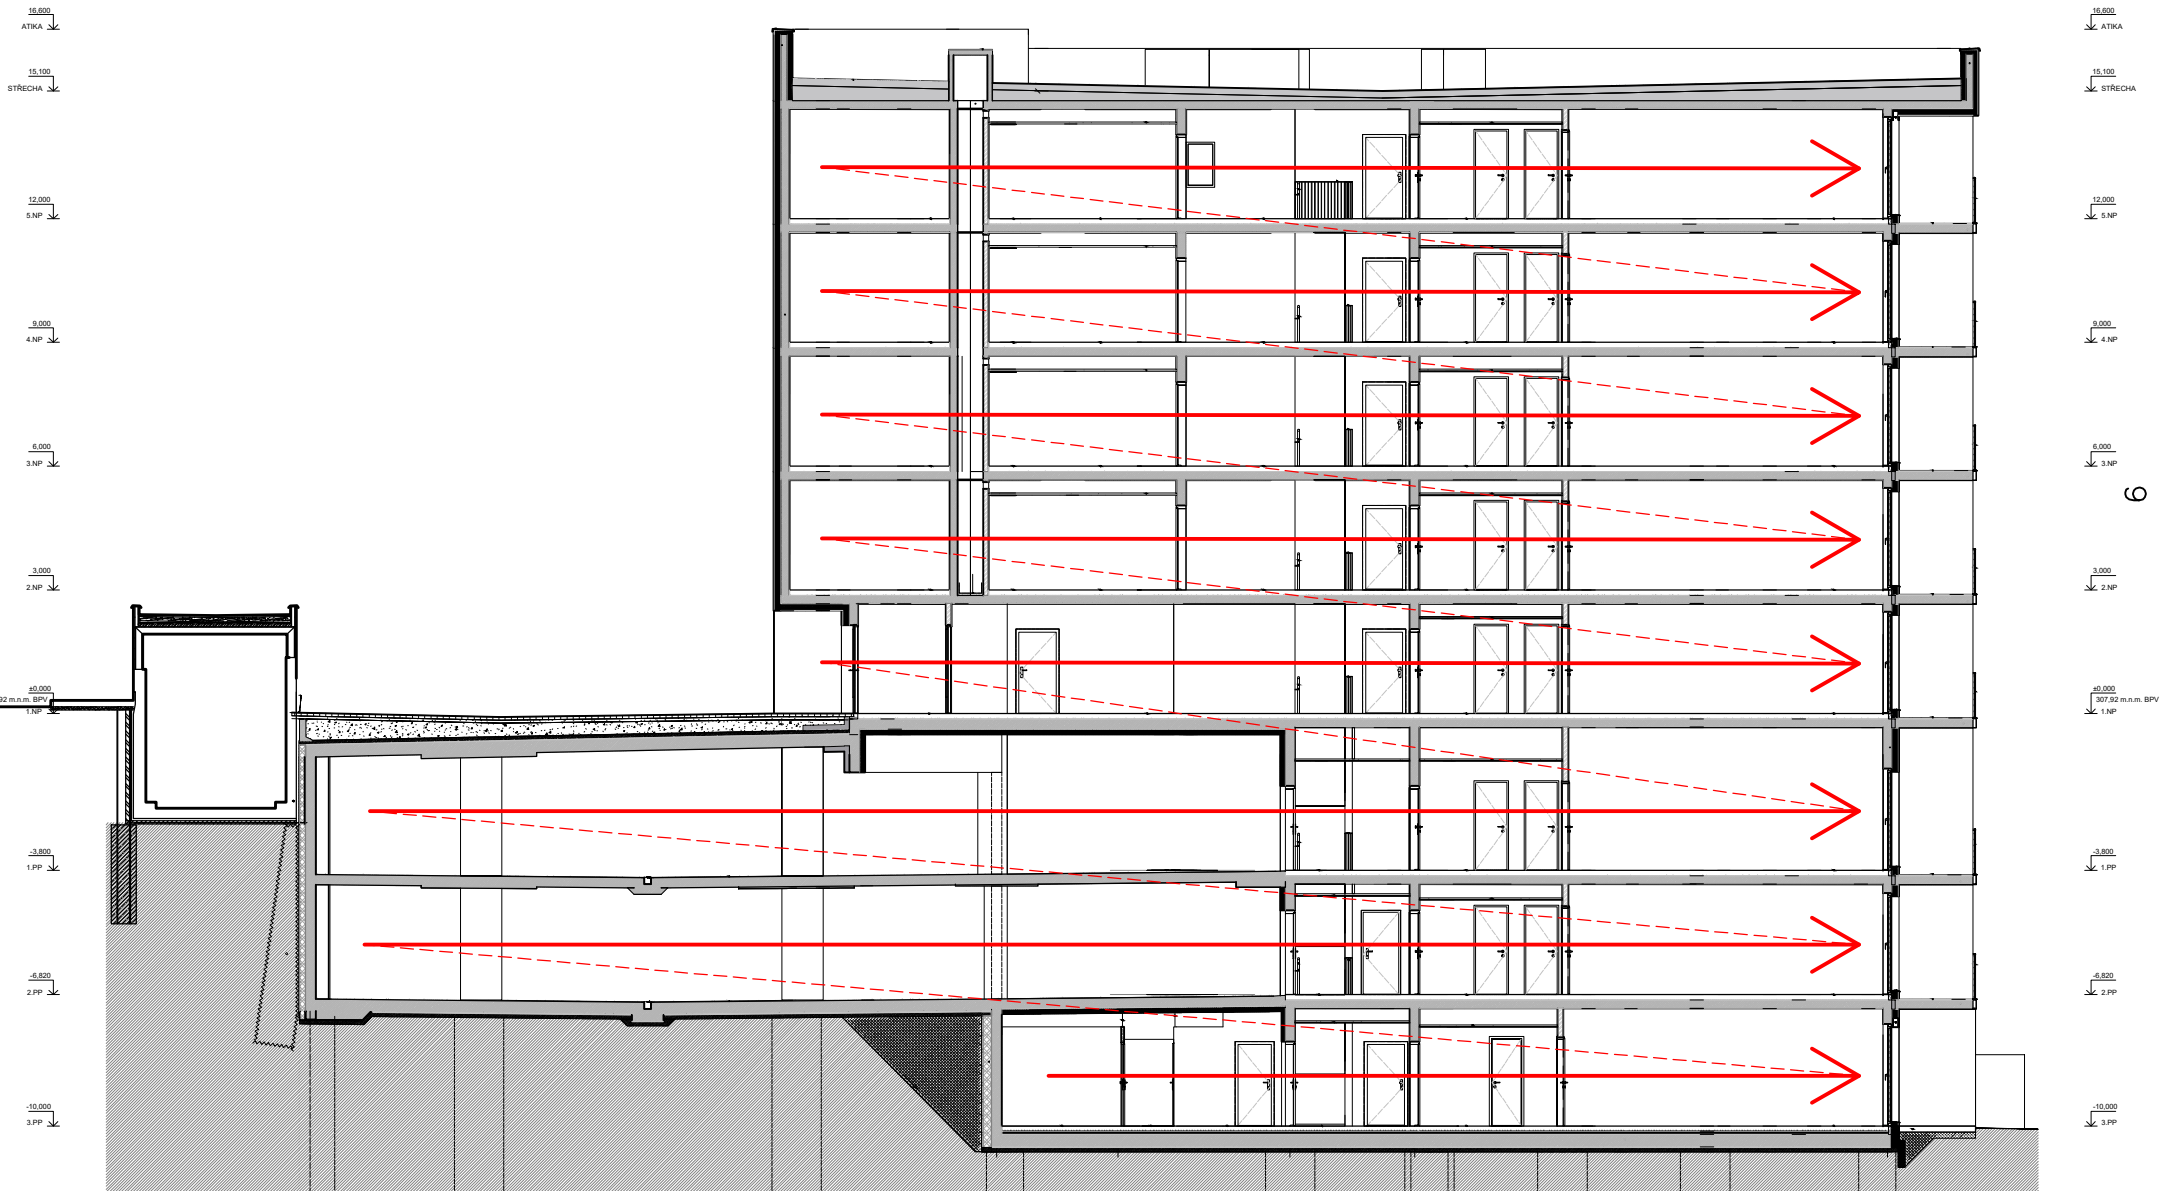 16,600
ATIKA
15,100
STŘECHA
12,000
5.NP
9,000
4.NP
6,000
3.NP
3,000
2.NP
±0,000
92 m.n.m. BPV
1.NP
-3,800
1.PP
-6,820
2.PP
-10,000
3.PP
16,600
ATIKA
15,100
STŘECHA
12,000
5.NP
9,000
4.NP
6,000
3.NP
9
3,000
2.NP
±0,000
307,92 m.n.m. BPV
1.NP
-3,800
1.PP
-6,820
2.PP
-10,000
3.PP